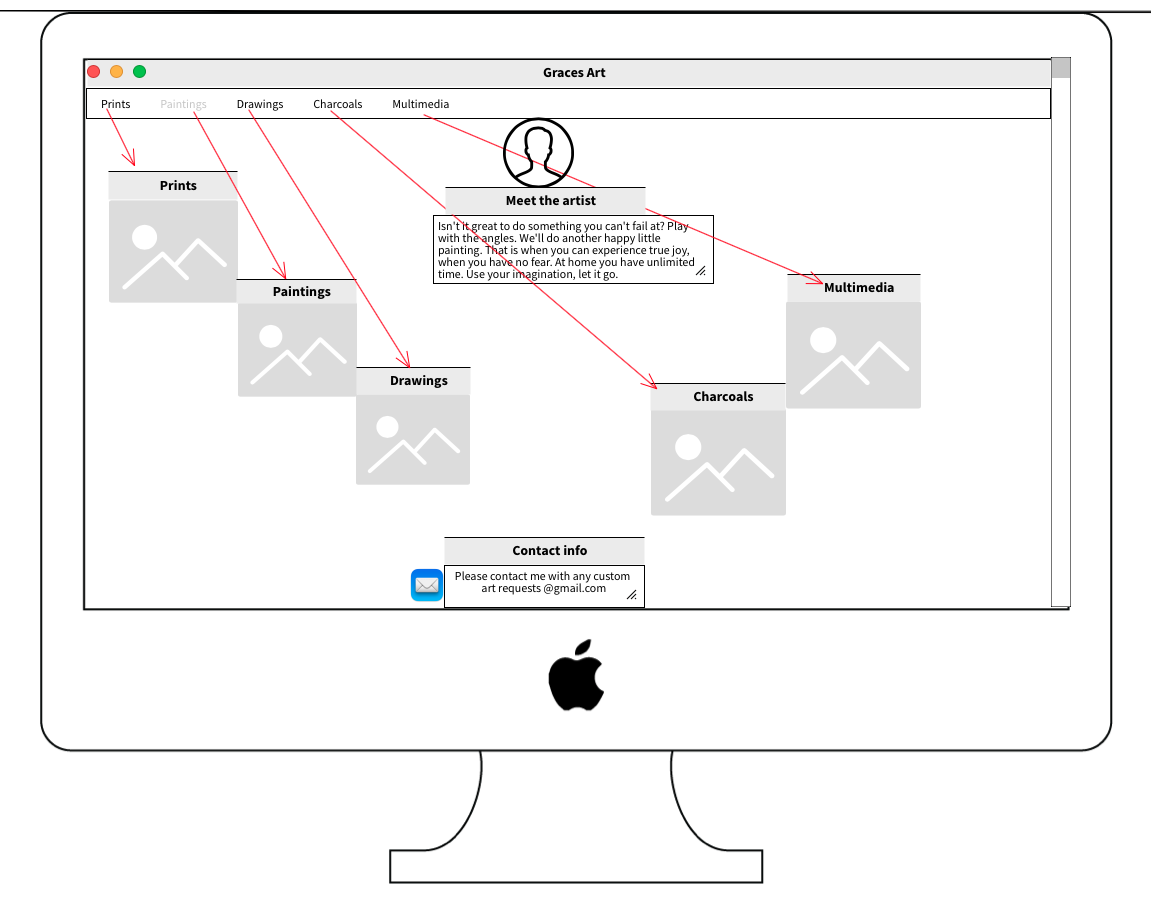 Graces Art
Prints Paintings Drawings Charcoals Multimedia
Prints
Meet the artist
Isn't it great to do something you can't fail at? Play
with the angles. We'll do another happy little
painting. That is when you can experience true joy,
when you have no fear. At home you have unlimited
time. Use your imagination, let it go.
Paintings
Multimedia
Drawings
Charcoals
Contact info
Please contact me with any custom
art requests @gmail.com